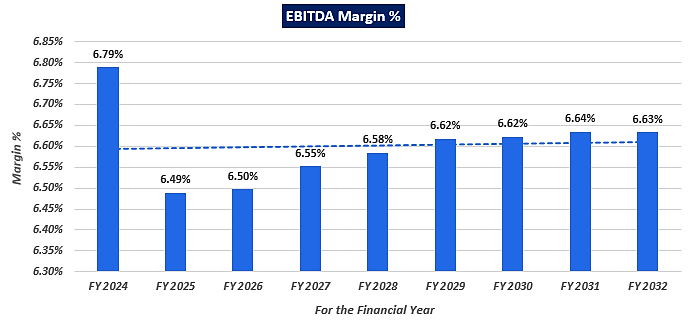 EBITDA Margin %
6.85%
6.80%
6.75%
6.70%
6.65%
6.60%
6.55%
6.50%
6.45%
6.40%
6.35%
6.30%
Margin %
6.79%
6.49%
6.50%
6.55%
6.58%
6.62%
6.62%
6.64%
6.63%
FY 2024
FY 2025
FY 2026
FY 2027
FY 2028
FY 2029
FY 2030
FY 2031
FY 2032
For the Financial Year